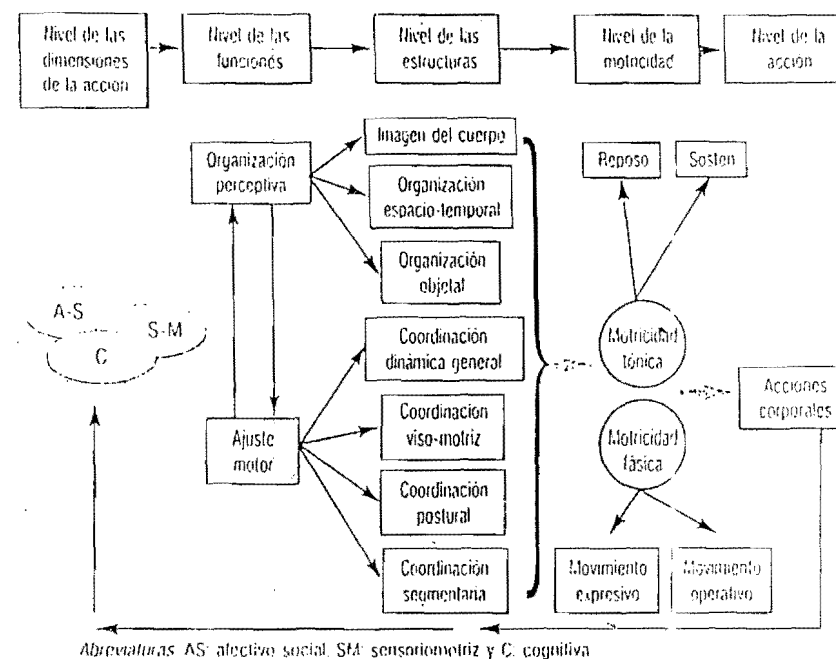 Nivel de las
dimensiones
de la acción
Nivel de las
funciones
Nivel de las
estructuras
Nivel de la
motricidad
Nivel de la
acción
Organización
perceptiva
Imagen del cuerpo
Organización
espacio-temporal
Organización
objetal
Reposo
Sosten
A-S
S-M
C
Coordinación
dinámica general
Motricidad
tónica
Acciones
corporales
Ajuste
motor
Coordinacion
viso-motriz
Motricidad
fásica
Coordinación
postural
Coordinación
segmentaria
Movimiento
expresivo
Movimiento
operativo
Abreviaturas. AS: afectivo social, SM: sensoriomotriz y C: cognitiva